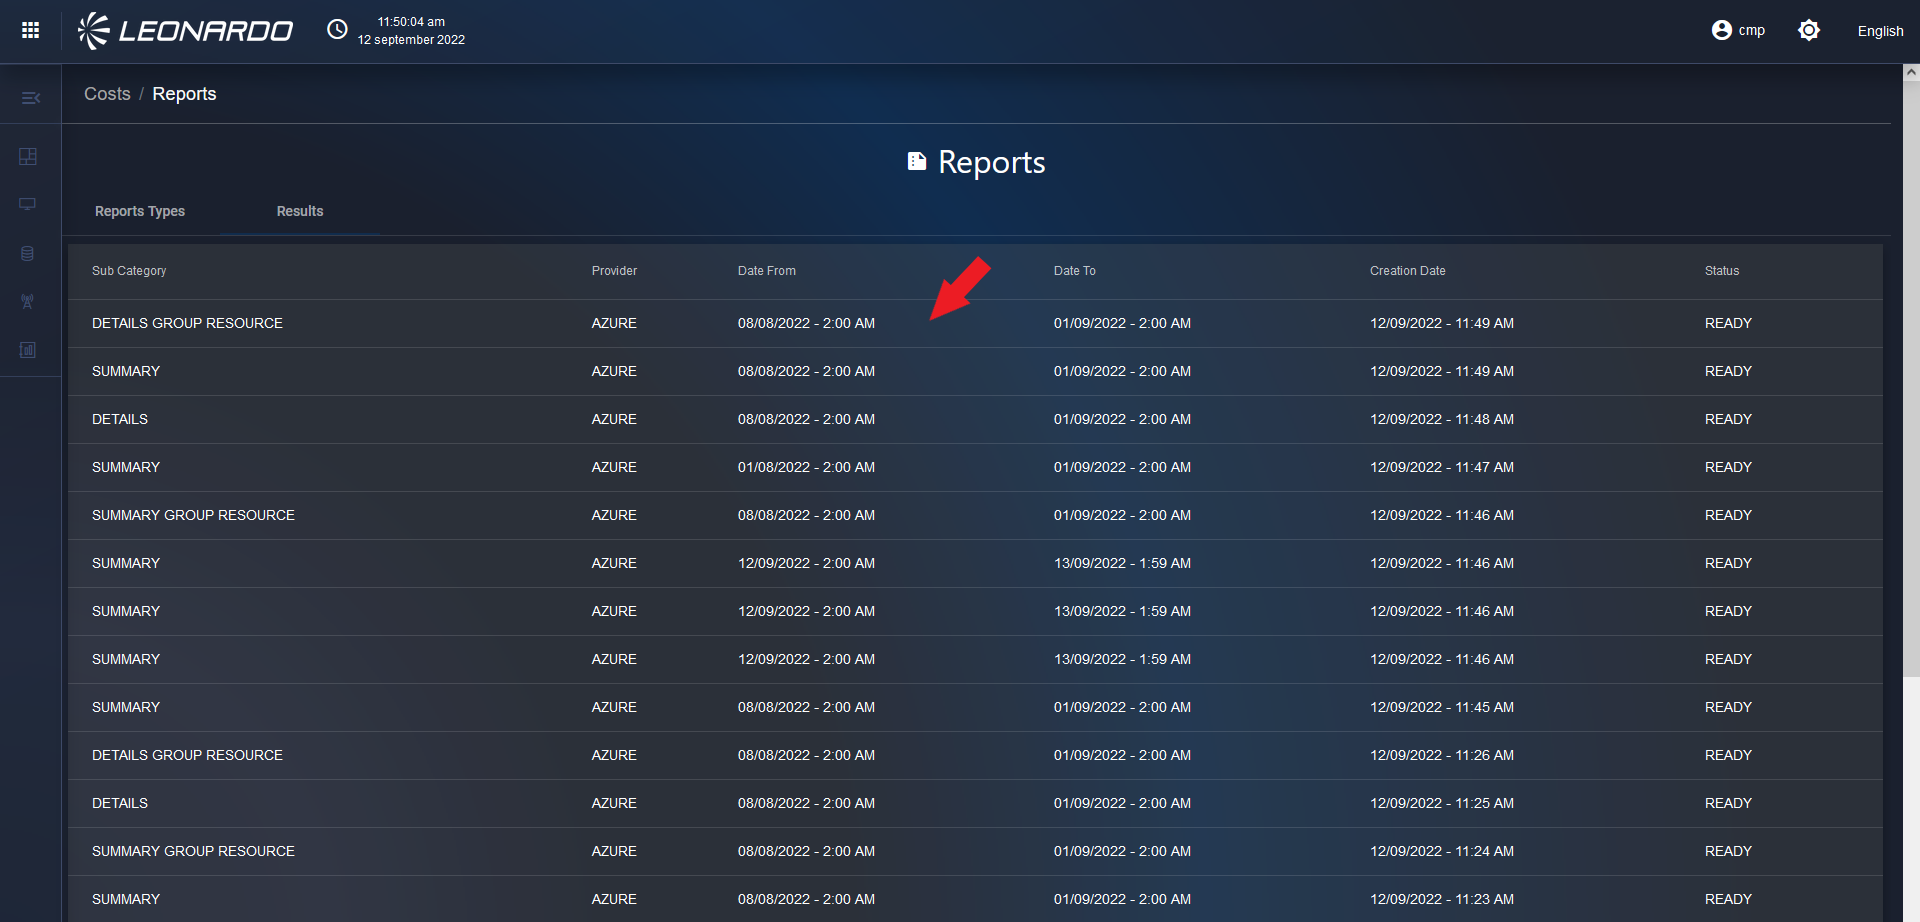 LEONARDO
11:50:04 am
12 september 2022
cmp
English
Costs / Reports
Reports
Reports Types Results
Sub Category Provider Date From Date To Creation Date Status
DETAILS GROUP RESOURCE AZURE 08/08/2022 - 2:00 AM 01/09/2022 - 2:00 AM 12/09/2022 - 11:49 AM READY
SUMMARY AZURE 08/08/2022 - 2:00 AM 01/09/2022 - 2:00 AM 12/09/2022 - 11:49 AM READY
DETAILS AZURE 08/08/2022 - 2:00 AM 01/09/2022 - 2:00 AM 12/09/2022 - 11:48 AM READY
SUMMARY AZURE 01/08/2022 - 2:00 AM 01/09/2022 - 2:00 AM 12/09/2022 - 11:47 AM READY
SUMMARY GROUP RESOURCE AZURE 08/08/2022 - 2:00 AM 01/09/2022 - 2:00 AM 12/09/2022 - 11:46 AM READY
SUMMARY AZURE 12/09/2022 - 2:00 AM 13/09/2022 - 1:59 AM 12/09/2022 - 11:46 AM READY
SUMMARY AZURE 12/09/2022 - 2:00 AM 13/09/2022 - 1:59 AM 12/09/2022 - 11:46 AM READY
SUMMARY AZURE 12/09/2022 - 2:00 AM 13/09/2022 - 1:59 AM 12/09/2022 - 11:46 AM READY
SUMMARY AZURE 08/08/2022 - 2:00 AM 01/09/2022 - 2:00 AM 12/09/2022 - 11:45 AM READY
DETAILS GROUP RESOURCE AZURE 08/08/2022 - 2:00 AM 01/09/2022 - 2:00 AM 12/09/2022 - 11:26 AM READY
DETAILS AZURE 08/08/2022 - 2:00 AM 01/09/2022 - 2:00 AM 12/09/2022 - 11:25 AM READY
SUMMARY GROUP RESOURCE AZURE 08/08/2022 - 2:00 AM 01/09/2022 - 2:00 AM 12/09/2022 - 11:24 AM READY
SUMMARY AZURE 08/08/2022 - 2:00 AM 01/09/2022 - 2:00 AM 12/09/2022 - 11:23 AM READY